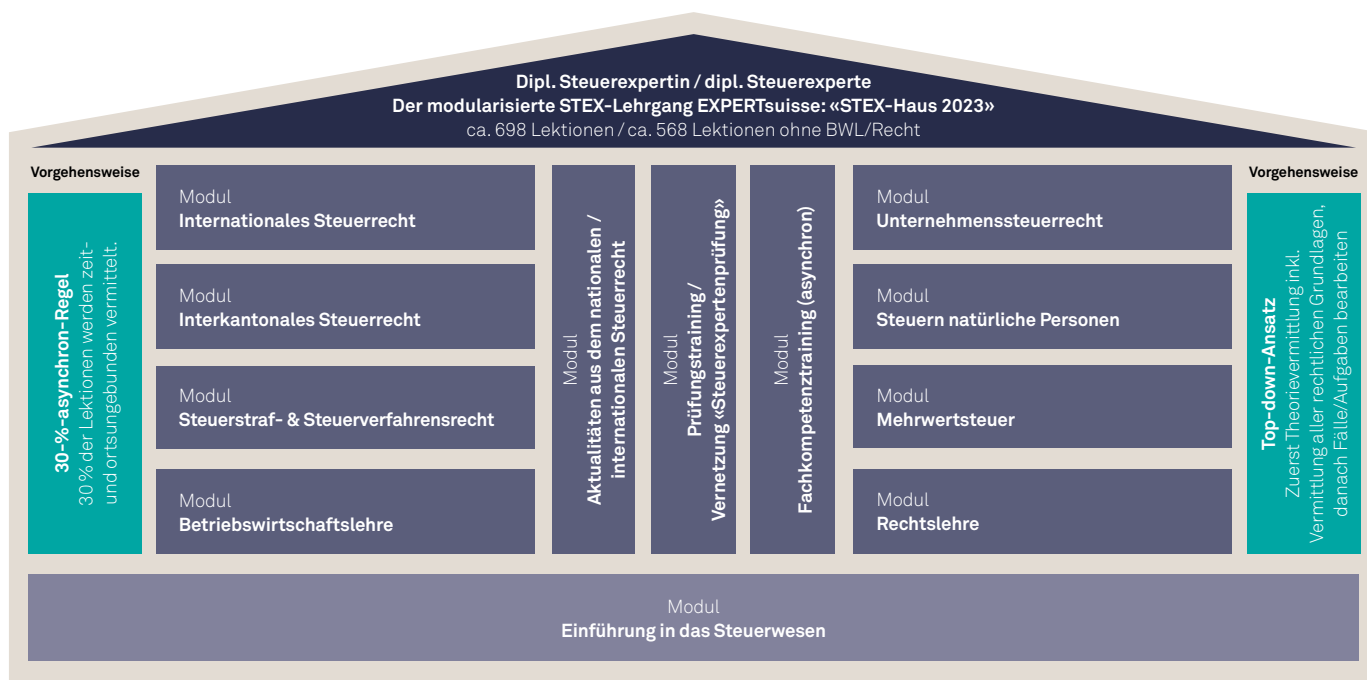 Dipl. Steuerexpertin / dipl. Steuerexperte
Der modularisierte STEX-Lehrgang EXPERTsuisse: «STEX-Haus 2023»
ca. 698 Lektionen / ca. 568 Lektionen ohne BWL/Recht
Vorgehensweise
30-%-asynchron-Regel
30 % der Lektionen werden zeit-
und ortsungebunden vermittelt.
Modul
Internationales Steuerrecht
Modul
Interkantonales Steuerrecht
Modul
Steuerstraf- & Steuerverfahrensrecht
Modul
Betriebswirtschaftslehre
Modul
Aktualitäten aus dem nationalen /
internationalen Steuerrecht
Modul
Prüfungstraining /
Vernetzung «Steuerexpertenprüfung»
Modul
Fachkompetenztraining (asynchron)
Modul
Unternehmenssteuerrecht
Modul
Steuern natürliche Personen
Modul
Mehrwertsteuer
Modul
Rechtslehre
Vorgehensweise
Top-down-Ansatz
Zuerst Theorievermittlung inkl.
Vermittlung aller rechtlichen Grundlagen,
danach Fälle/Aufgaben bearbeiten
Modul
Einführung in das Steuerwesen